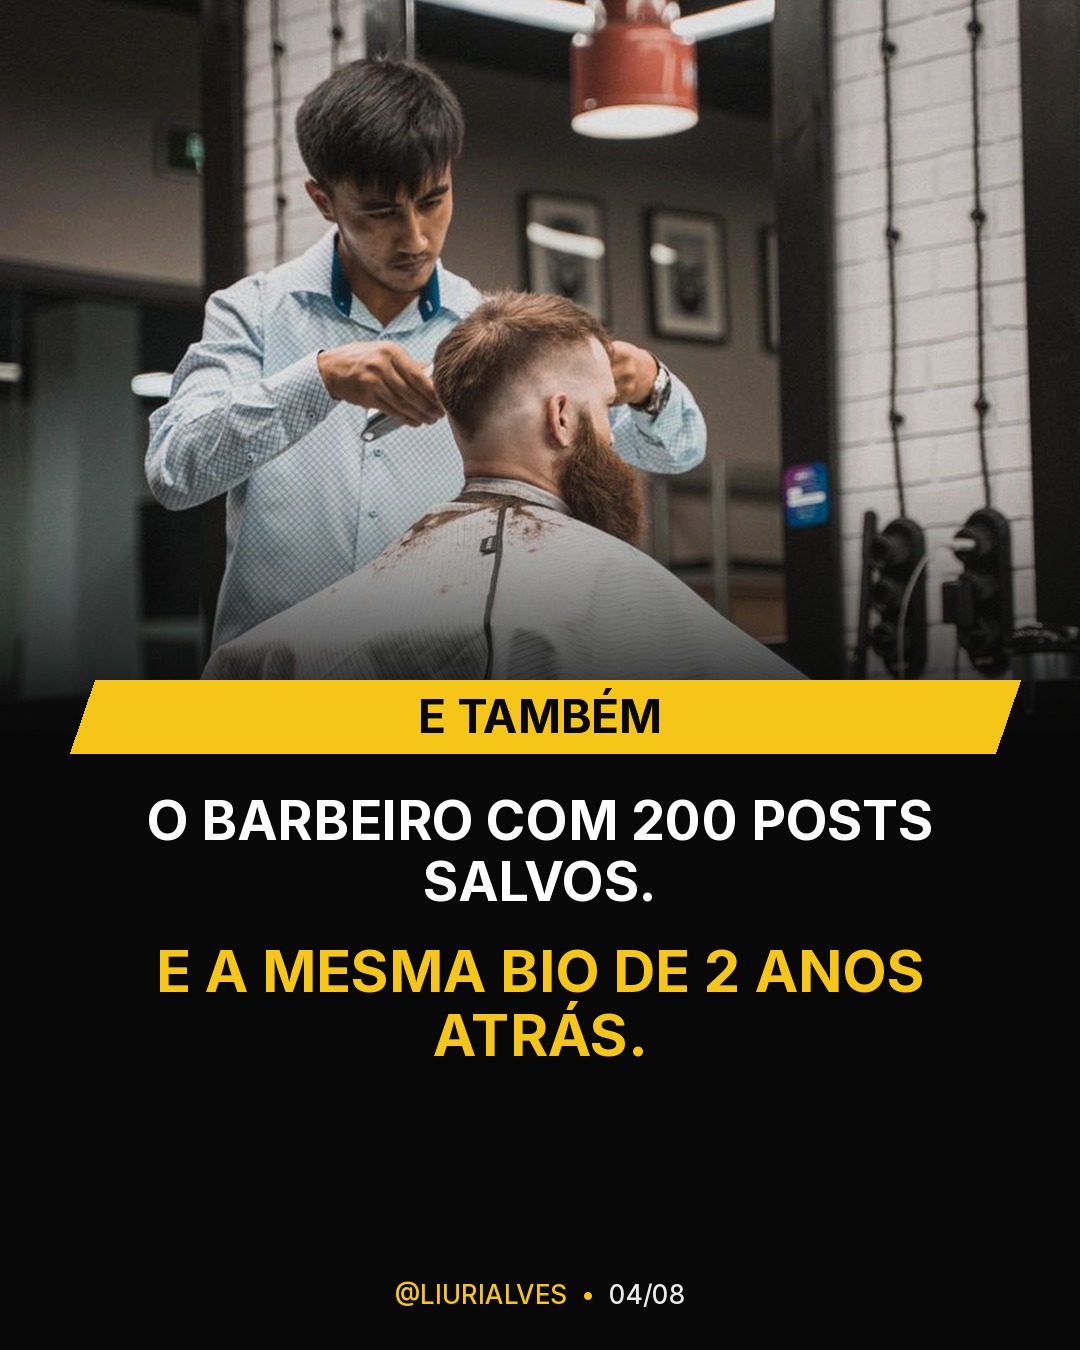 E TAMBÉM
O BARBEIRO COM 200 POSTS
SALVOS.
E A MESMA BIO DE 2 ANOS
ATRÁS.
@LIURIALVES • 04/08